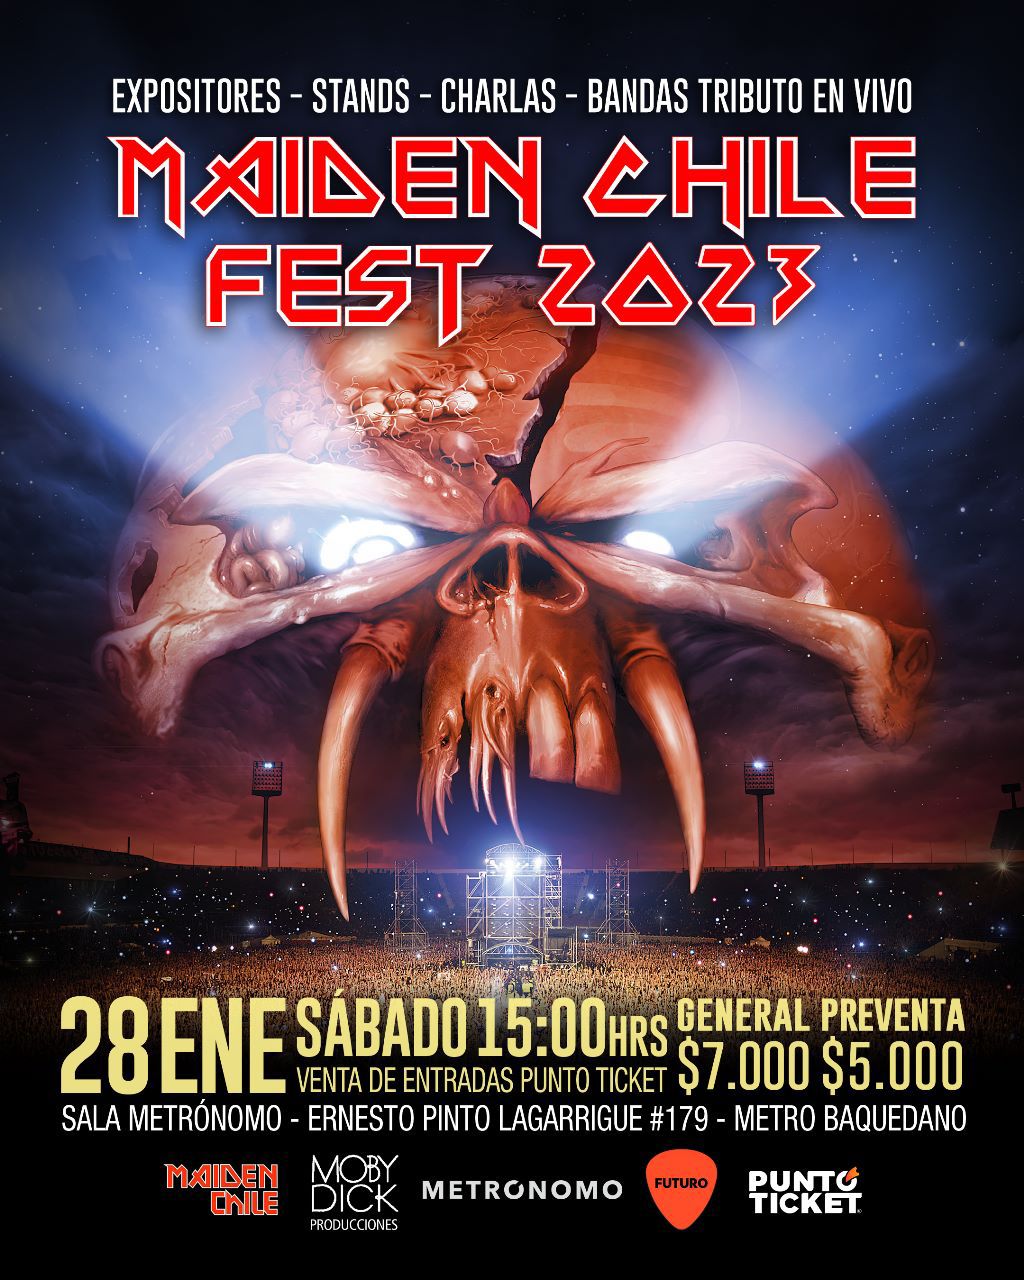 EXPOSITORES - STANDS - CHARLAS - BANDAS TRIBUTO EN VIVO
MAIDEN CHILE
FEST 2023
28 ENE
SÁBADO 15:00HRS
VENTA DE ENTRADAS PUNTO TICKET
GENERAL PREVENTA
$7.000 $5.000
SALA METRÓNOMO - ERNESTO PINTO LAGARRIGUE #179 - METRO BAQUEDANO
MAIDEN
CHILE
MOBY
DICK
PRODUCCIONES
METRÓNOMO
FUTURO
PUNTO
TICKET